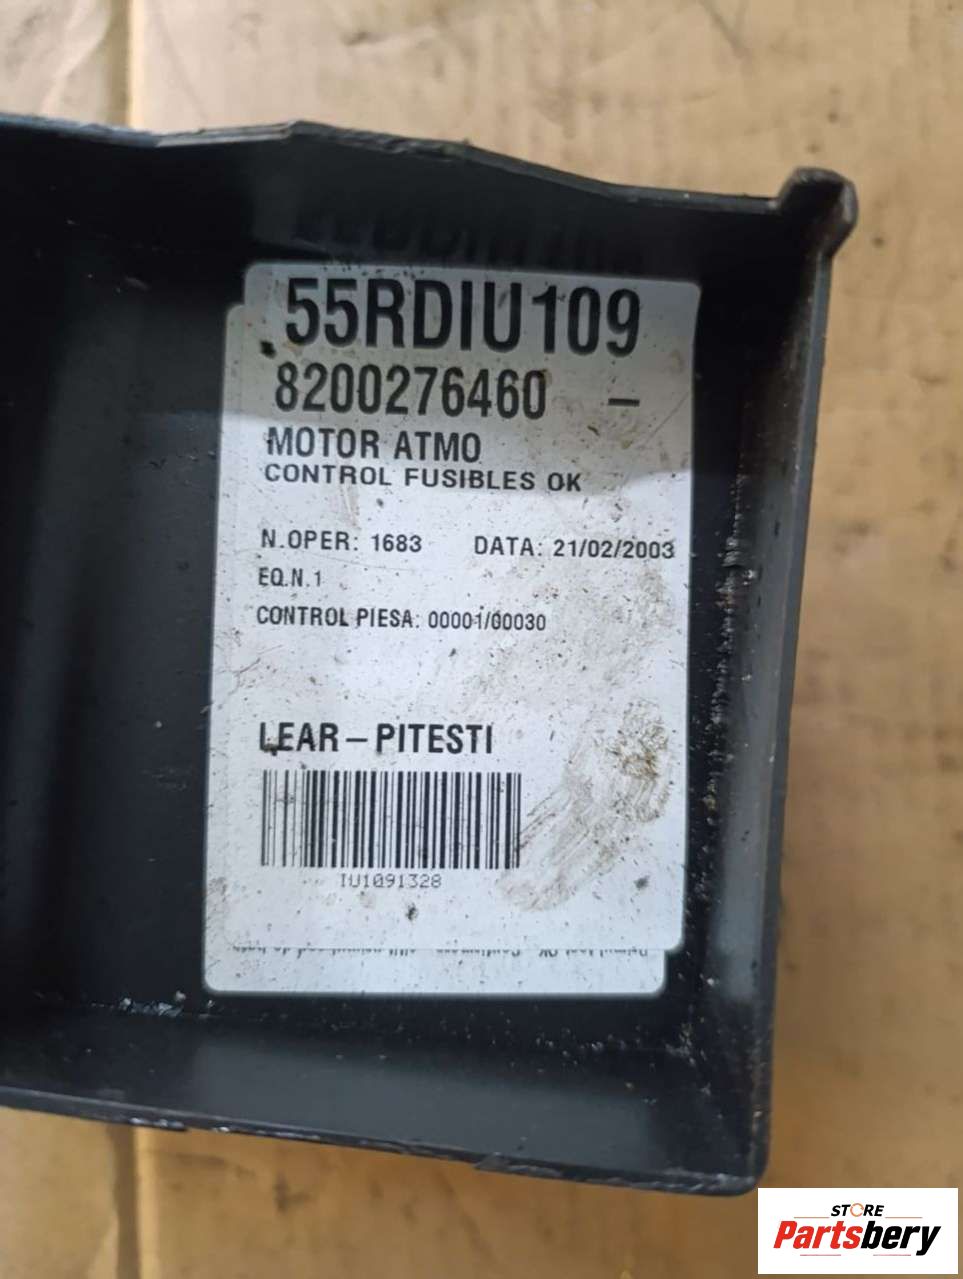 55RDIU109
8200276460 –
MOTOR ATMO
CONTROL FUSIBLES OK
N.OPER: 1683 DATA: 21/02/2003
EQ.N.1
CONTROL PIESA: 00001/00030
LEAR–PITESTI
IU1091328
STORE
Partsbery